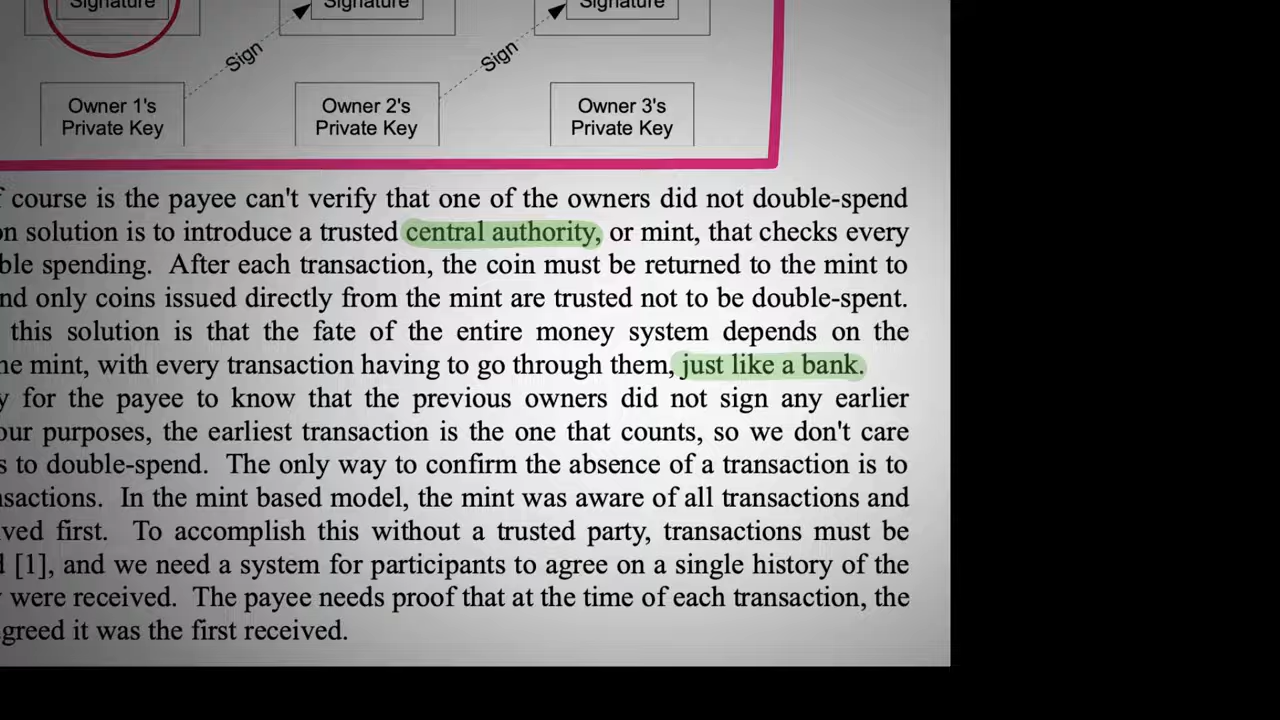 Signature Signature Signature
Sign Sign
Owner 1's Owner 2's Owner 3's
Private Key Private Key Private Key
course is the payee can't verify that one of the owners did not double-spend
solution is to introduce a trusted central authority, or mint, that checks every
spending. After each transaction, the coin must be returned to the mint to
only coins issued directly from the mint are trusted not to be double-spent.
this solution is that the fate of the entire money system depends on the
mint, with every transaction having to go through them, just like a bank.
for the payee to know that the previous owners did not sign any earlier
our purposes, the earliest transaction is the one that counts, so we don't care
to double-spend. The only way to confirm the absence of a transaction is to
In the mint based model, the mint was aware of all transactions and
first. To accomplish this without a trusted party, transactions must be
[1], and we need a system for participants to agree on a single history of the
were received. The payee needs proof that at the time of each transaction, the
greed it was the first received.